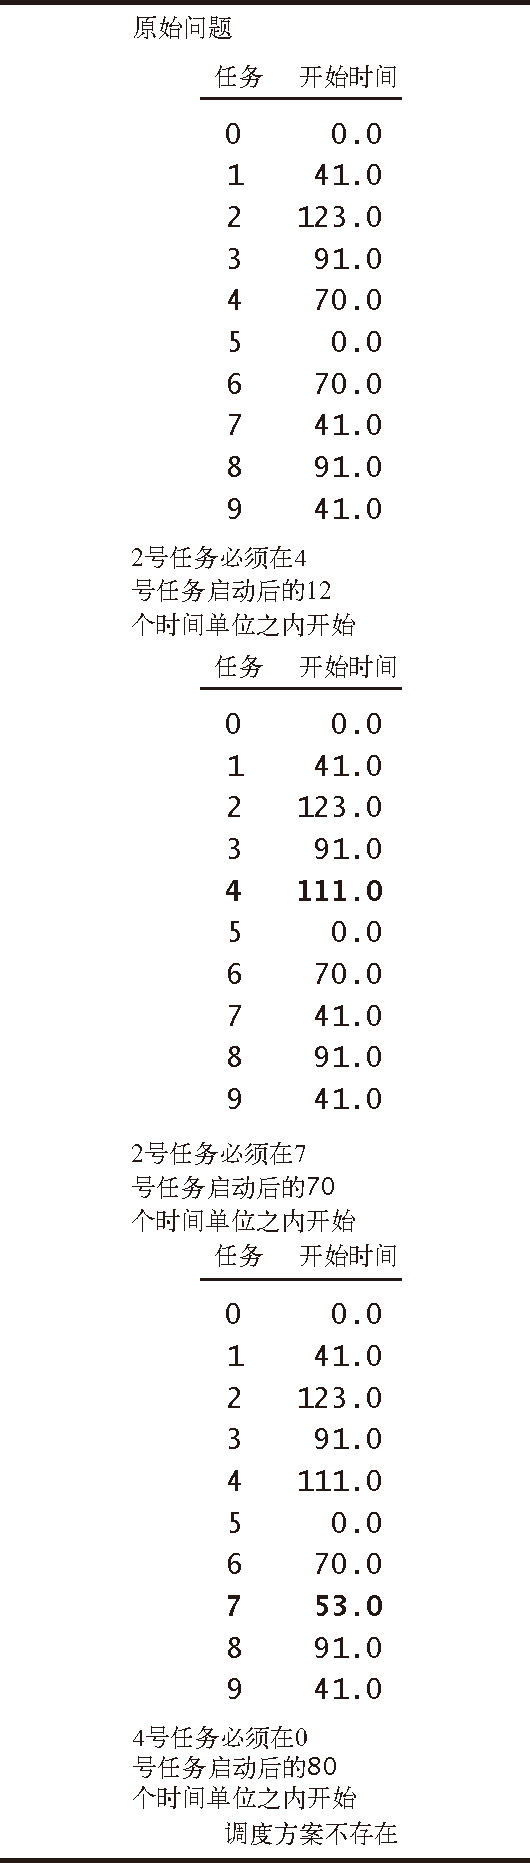 原始问题
任务 开始时间
0 0.0
1 41.0
2 123.0
3 91.0
4 70.0
5 0.0
6 70.0
7 41.0
8 91.0
9 41.0
2号任务必须在4
号任务启动后的12
个时间单位之内开始
任务 开始时间
0 0.0
1 41.0
2 123.0
3 91.0
4 111.0
5 0.0
6 70.0
7 41.0
8 91.0
9 41.0
2号任务必须在7
号任务启动后的70
个时间单位之内开始
任务 开始时间
0 0.0
1 41.0
2 123.0
3 91.0
4 111.0
5 0.0
6 70.0
7 53.0
8 91.0
9 41.0
4号任务必须在0
号任务启动后的80
个时间单位之内开始
调度方案不存在